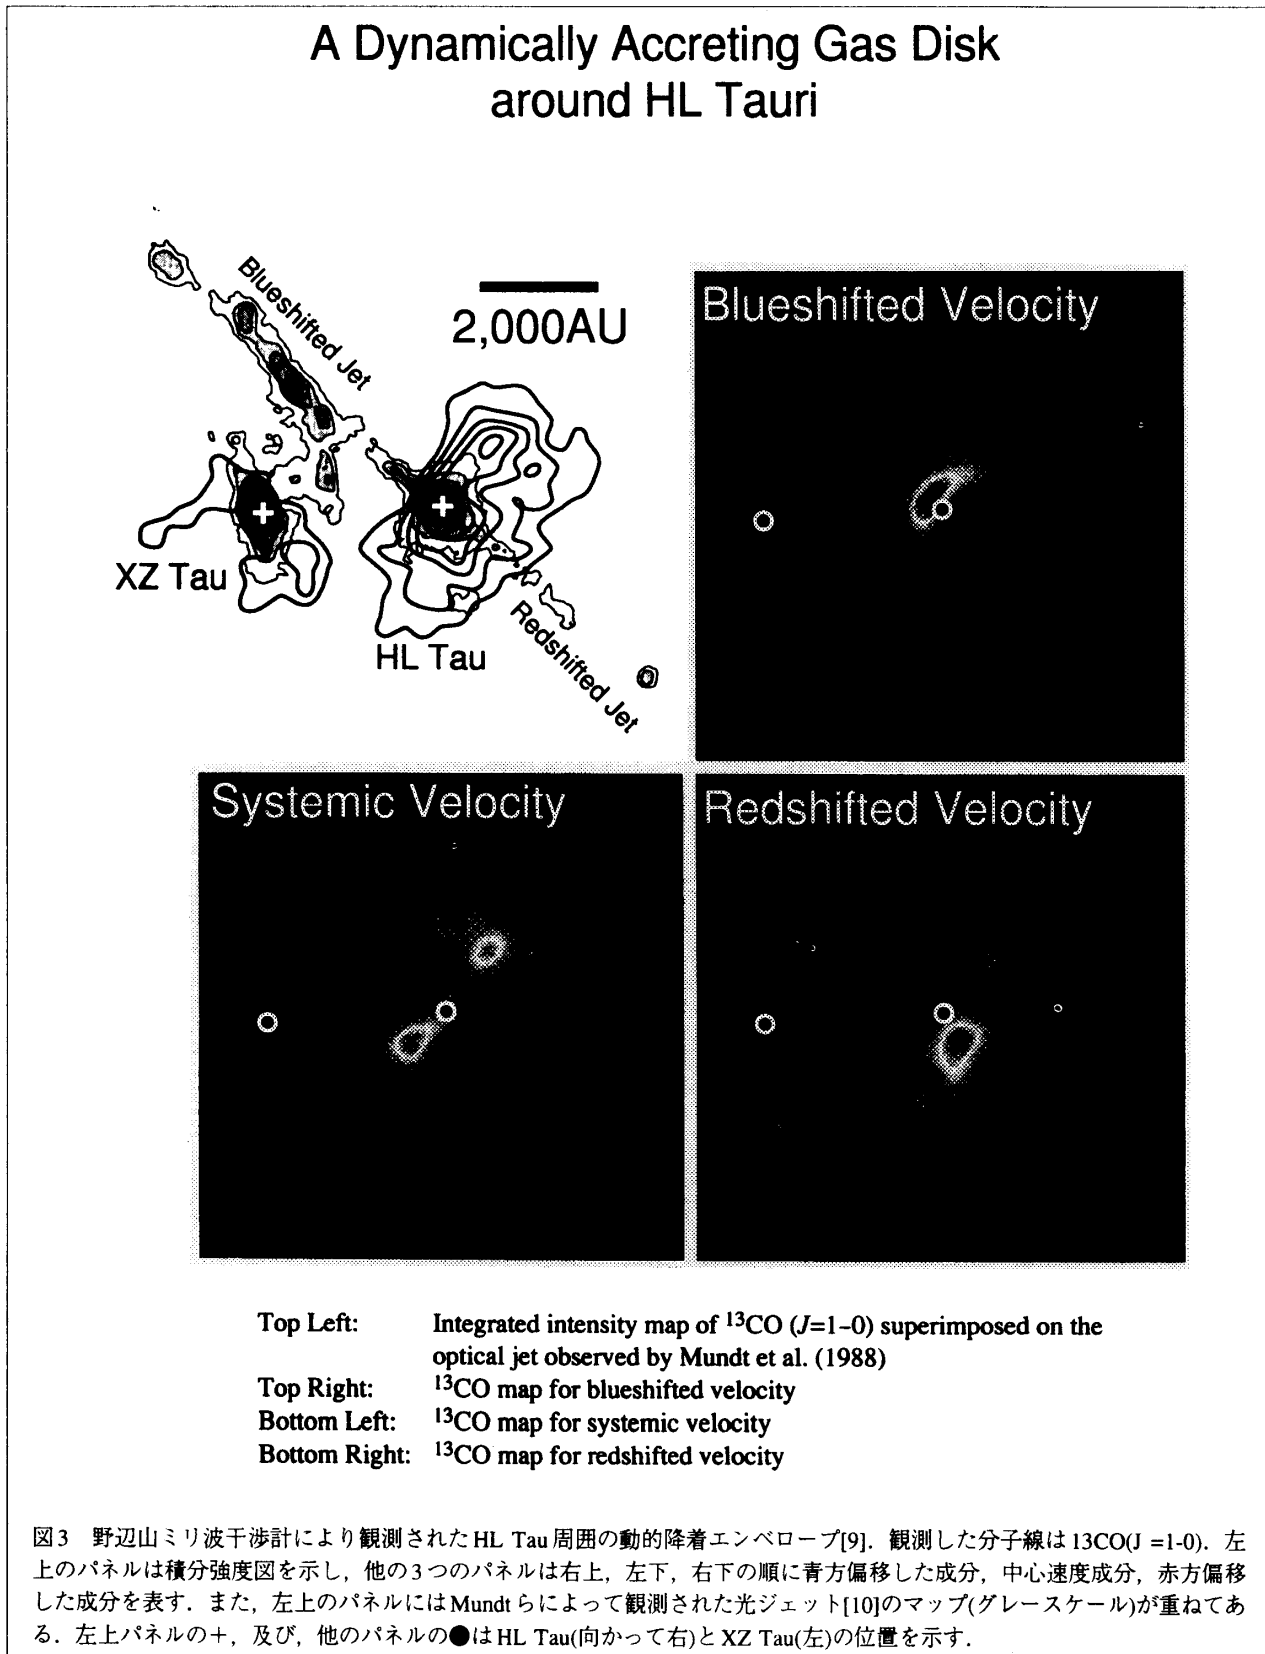 A Dynamically Accreting Gas Disk
around HL Tauri
Blueshifted Jet
2,000AU
XZ Tau
HL Tau
Redshifted Jet
Blueshifted Velocity
Systemic Velocity
Redshifted Velocity
Top Left: Integrated intensity map of ¹³CO (J=1–0) superimposed on the
optical jet observed by Mundt et al. (1988)
Top Right: ¹³CO map for blueshifted velocity
Bottom Left: ¹³CO map for systemic velocity
Bottom Right: ¹³CO map for redshifted velocity
図3 野辺山ミリ波干渉計により観測されたHL Tau周囲の動的降着エンベロープ[9]．観測した分子線は13CO(J =1-0)．左
上のパネルは積分強度図を示し，他の3つのパネルは右上，左下，右下の順に青方偏移した成分，中心速度成分，赤方偏移
した成分を表す．また，左上のパネルにはMundtらによって観測された光ジェット[10]のマップ(グレースケール)が重ねてあ
る．左上パネルの＋，及び，他のパネルの●はHL Tau(向かって右)とXZ Tau(左)の位置を示す．